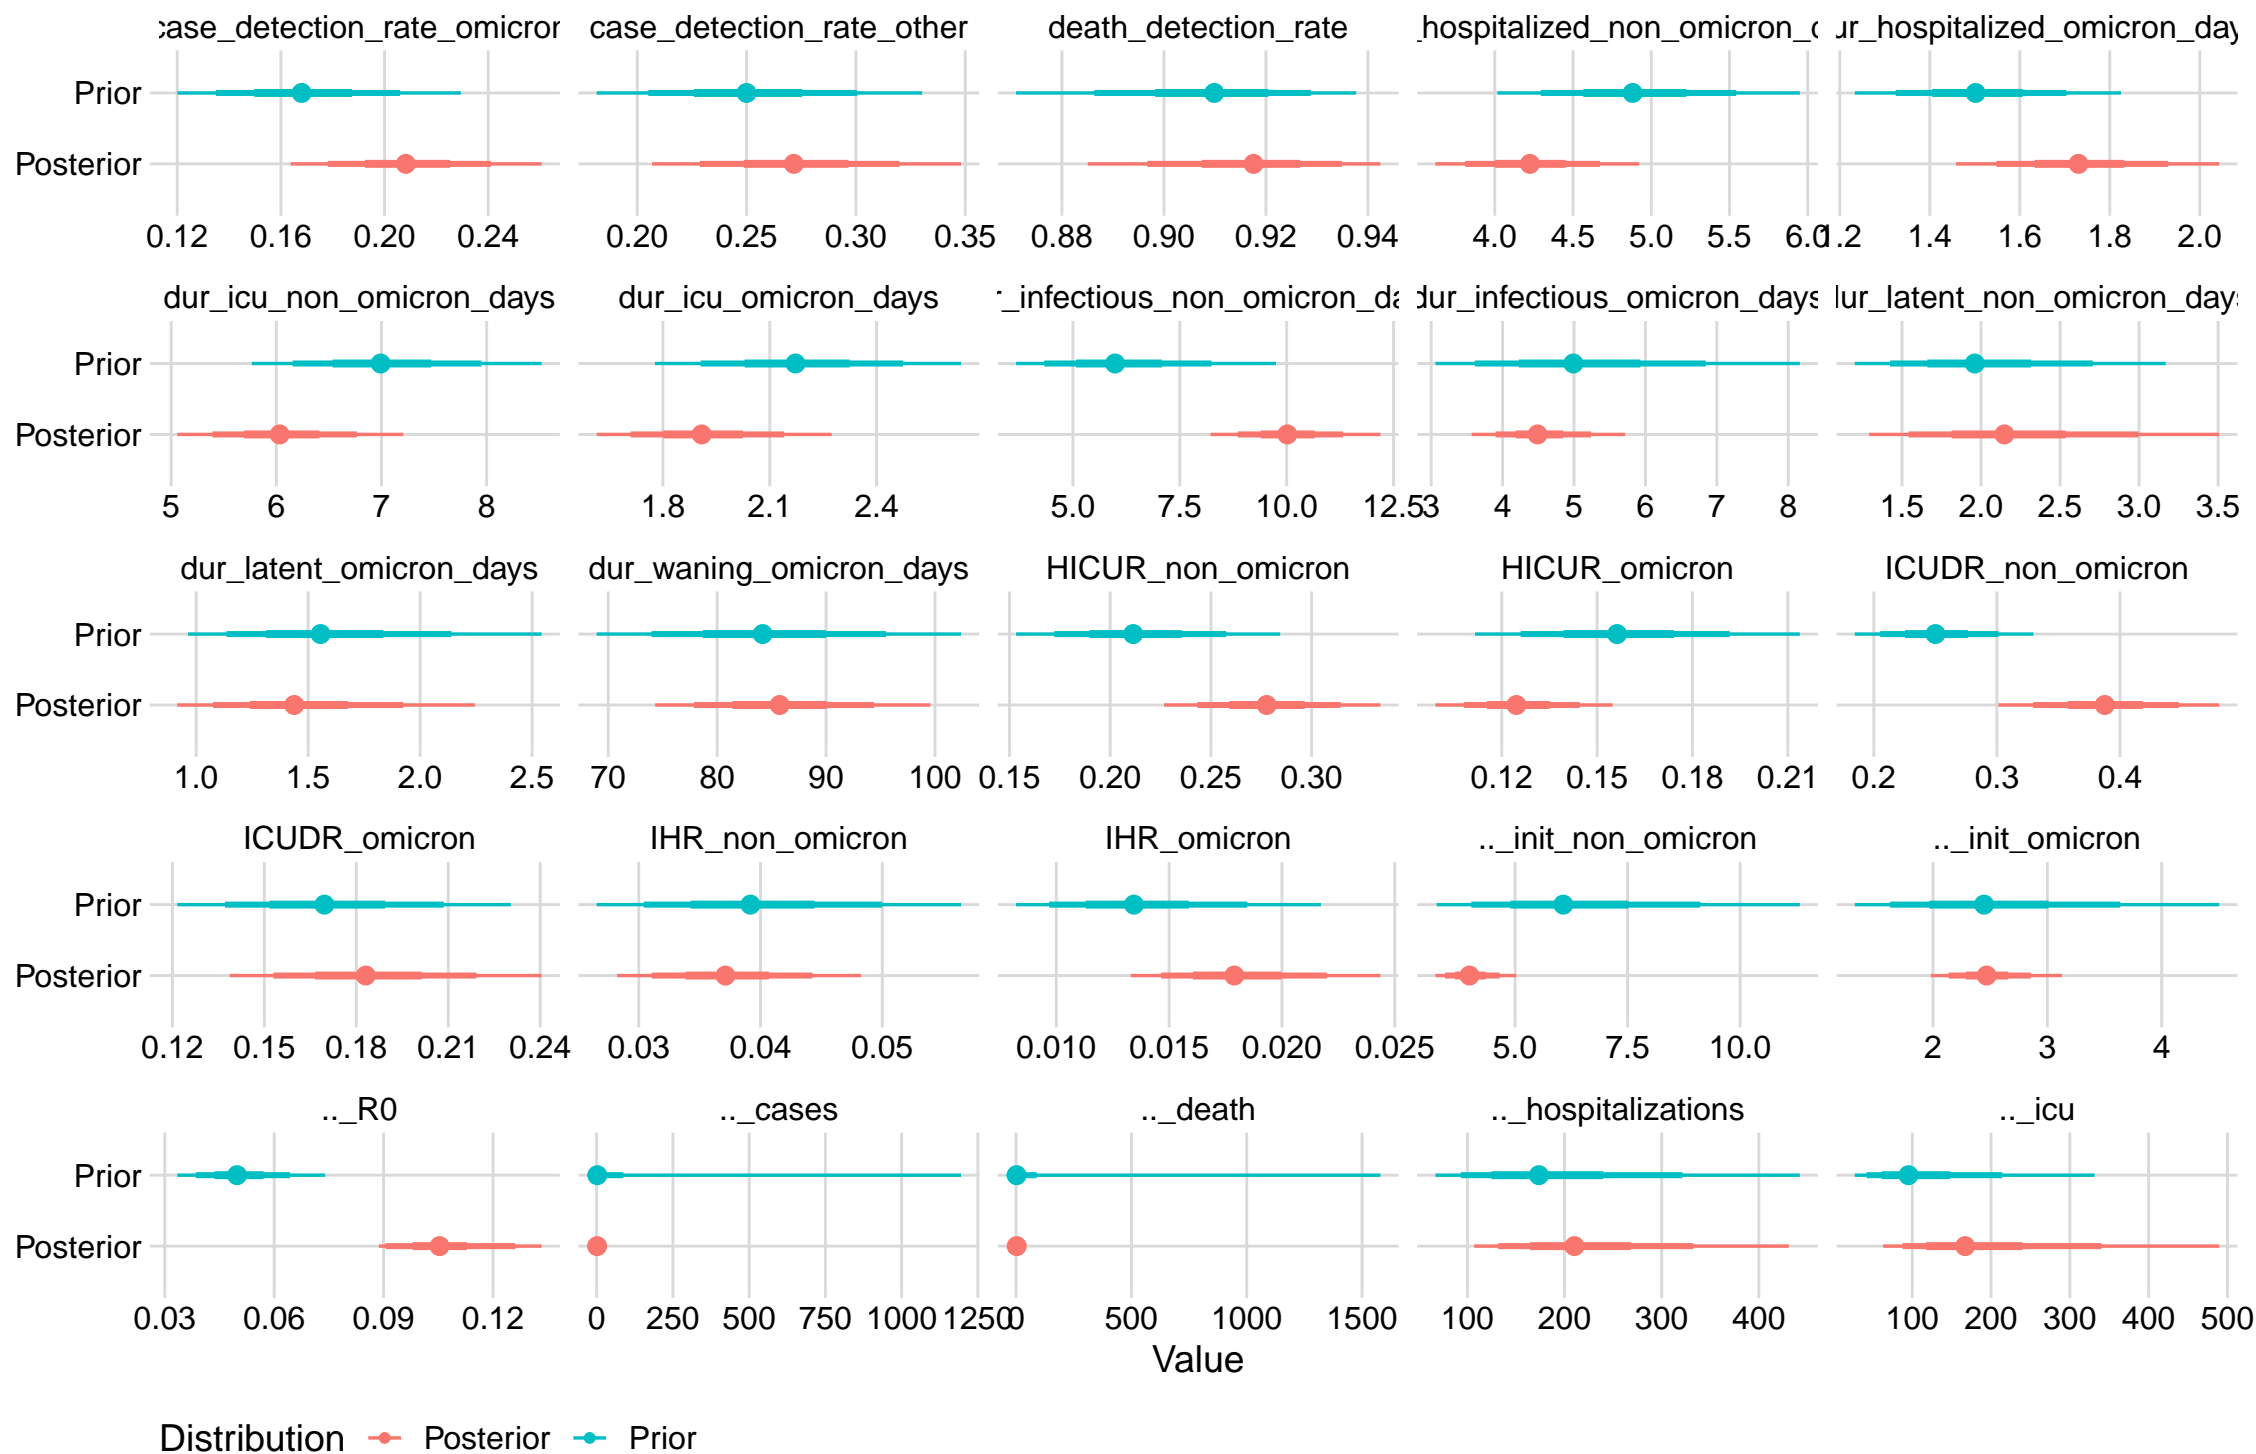 case_detection_rate_omicron case_detection_rate_other death_detection_rate _hospitalized_non_omicron_ ur_hospitalized_omicron_day
Prior
Posterior
0.12 0.16 0.20 0.24 0.20 0.25 0.30 0.35 0.88 0.90 0.92 0.94 4.0 4.5 5.0 5.5 6.0 1.2 1.4 1.6 1.8 2.0
dur_icu_non_omicron_days dur_icu_omicron_days r_infectious_non_omicron_da dur_infectious_omicron_days dur_latent_non_omicron_days
Prior
Posterior
5 6 7 8 1.8 2.1 2.4 5.0 7.5 10.0 12.5 3 4 5 6 7 8 1.5 2.0 2.5 3.0 3.5
dur_latent_omicron_days dur_waning_omicron_days HICUR_non_omicron HICUR_omicron ICUDR_non_omicron
Prior
Posterior
1.0 1.5 2.0 2.5 70 80 90 100 0.15 0.20 0.25 0.30 0.12 0.15 0.18 0.21 0.2 0.3 0.4
ICUDR_omicron IHR_non_omicron IHR_omicron .._init_non_omicron .._init_omicron
Prior
Posterior
0.12 0.15 0.18 0.21 0.24 0.03 0.04 0.05 0.010 0.015 0.020 0.025 5.0 7.5 10.0 2 3 4
.._R0 .._cases .._death .._hospitalizations .._icu
Prior
Posterior
0.03 0.06 0.09 0.12 0 250 500 750 1000 1250 0 500 1000 1500 100 200 300 400 100 200 300 400 500
Value
Distribution Posterior Prior